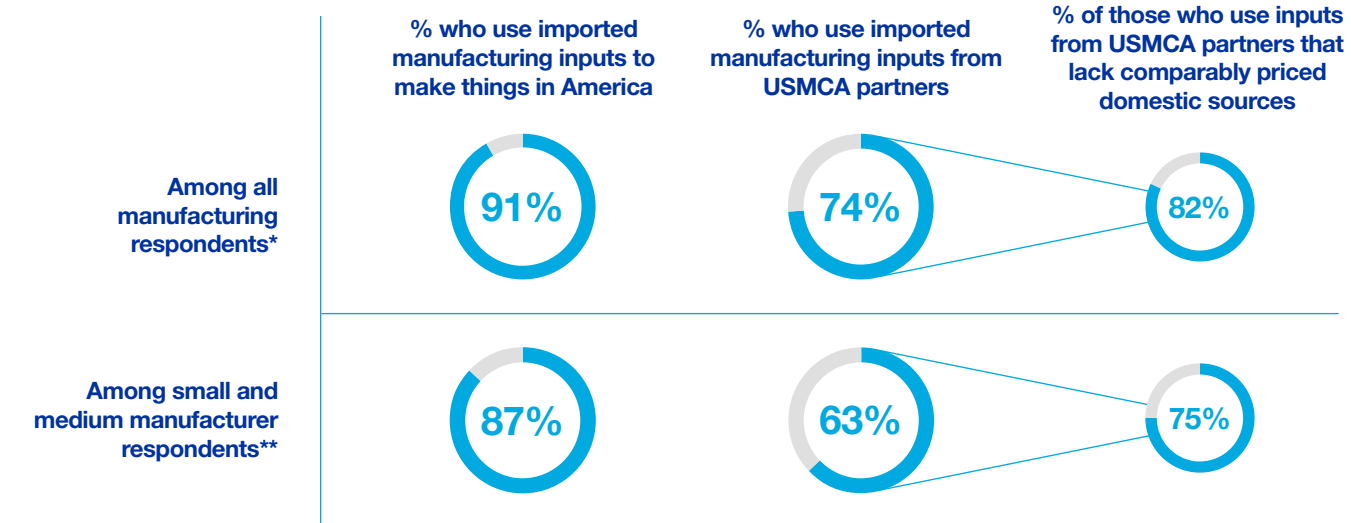 % who use imported
manufacturing inputs to
make things in America
% who use imported
manufacturing inputs from
USMCA partners
% of those who use inputs
from USMCA partners that
lack comparably priced
domestic sources
Among all
manufacturing
respondents*
91%
74%
82%
Among small and
medium manufacturer
respondents**
87%
63%
75%